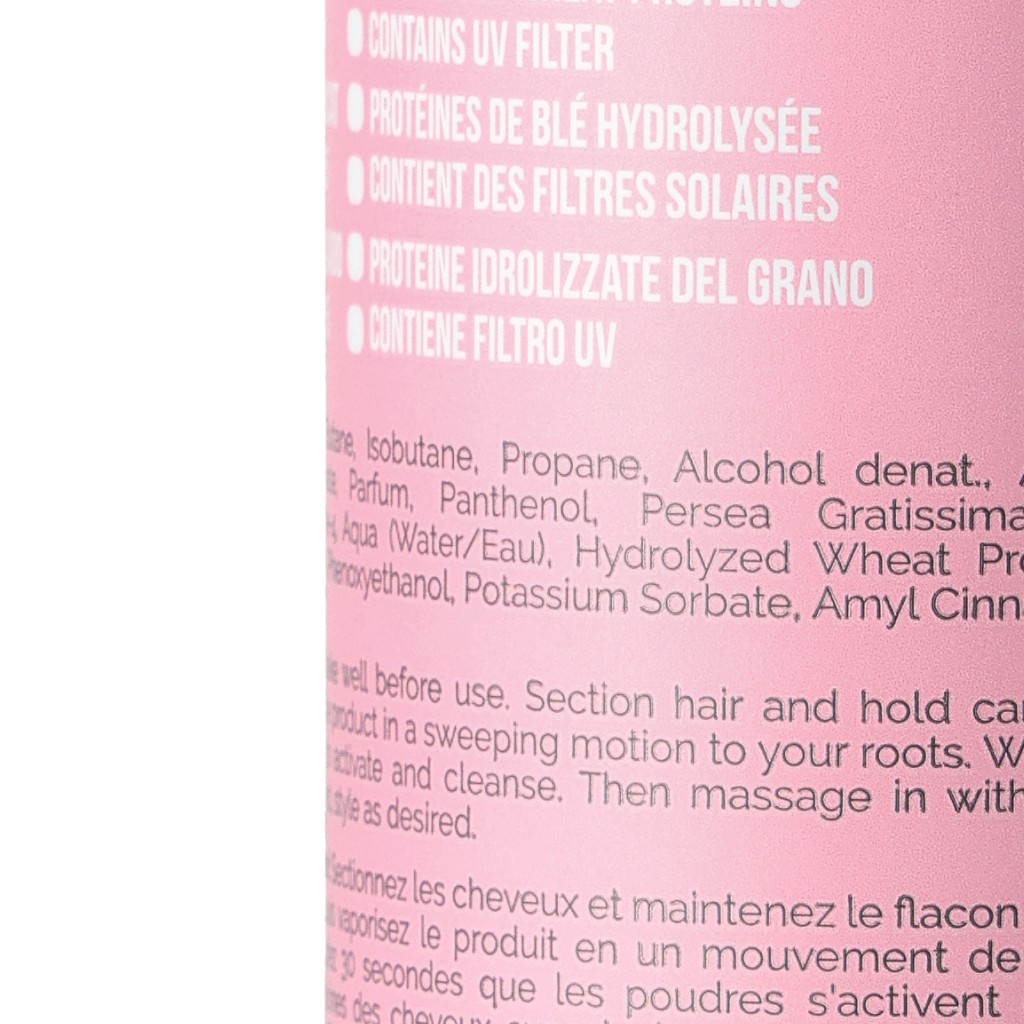 PROTEINS
CONTAINS UV FILTER
PROTÉINES DE BLÉ HYDROLYSÉE
CONTIENT DES FILTRES SOLAIRES
PROTEINE IDROLIZZATE DEL GRANO
CONTIENE FILTRO UV
Isobutane, Propane, Alcohol denat.,
Parfum, Panthenol, Persea Gratissima
Aqua (Water/Eau), Hydrolyzed Wheat
Phenoxyethanol, Potassium Sorbate, Amyl
well before use. Section hair and hold
product in a sweeping motion to your roots.
activate and cleanse. Then massage in with
style as desired.
Sectionnez les cheveux et maintenez le flacon
vaporisez le produit en un mouvement de
30 secondes que les poudres s'activent
des cheveux